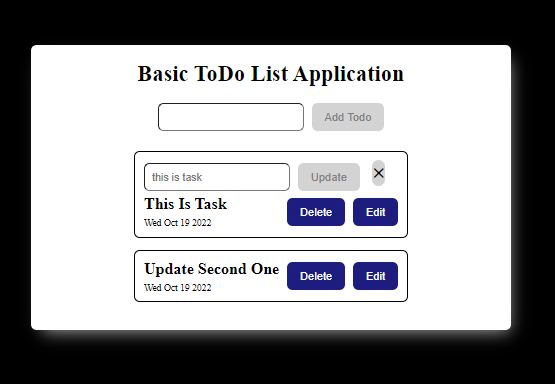 Basic ToDo List Application
Add Todo
this is task Update ×
This Is Task
Wed Oct 19 2022
Delete Edit
Update Second One
Wed Oct 19 2022
Delete Edit